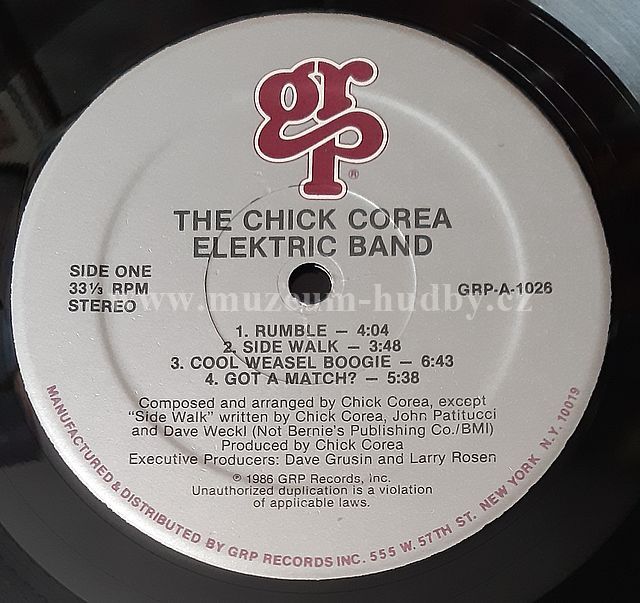 grp
®
THE CHICK COREA
ELEKTRIC BAND
SIDE ONE
33⅓ RPM
STEREO
GRP-A-1026
www.muzeum-hudby.cz
1. RUMBLE – 4:04
2. SIDE WALK – 3:48
3. COOL WEASEL BOOGIE – 6:43
4. GOT A MATCH? – 5:38
Composed and arranged by Chick Corea, except
"Side Walk" written by Chick Corea, John Patitucci
and Dave Weckl (Not Bernie's Publishing Co./BMI)
Produced by Chick Corea
Executive Producers: Dave Grusin and Larry Rosen
℗ 1986 GRP Records, Inc.
Unauthorized duplication is a violation
of applicable laws.
MANUFACTURED & DISTRIBUTED BY GRP RECORDS INC. 555 W. 57TH ST. NEW YORK N.Y. 10019